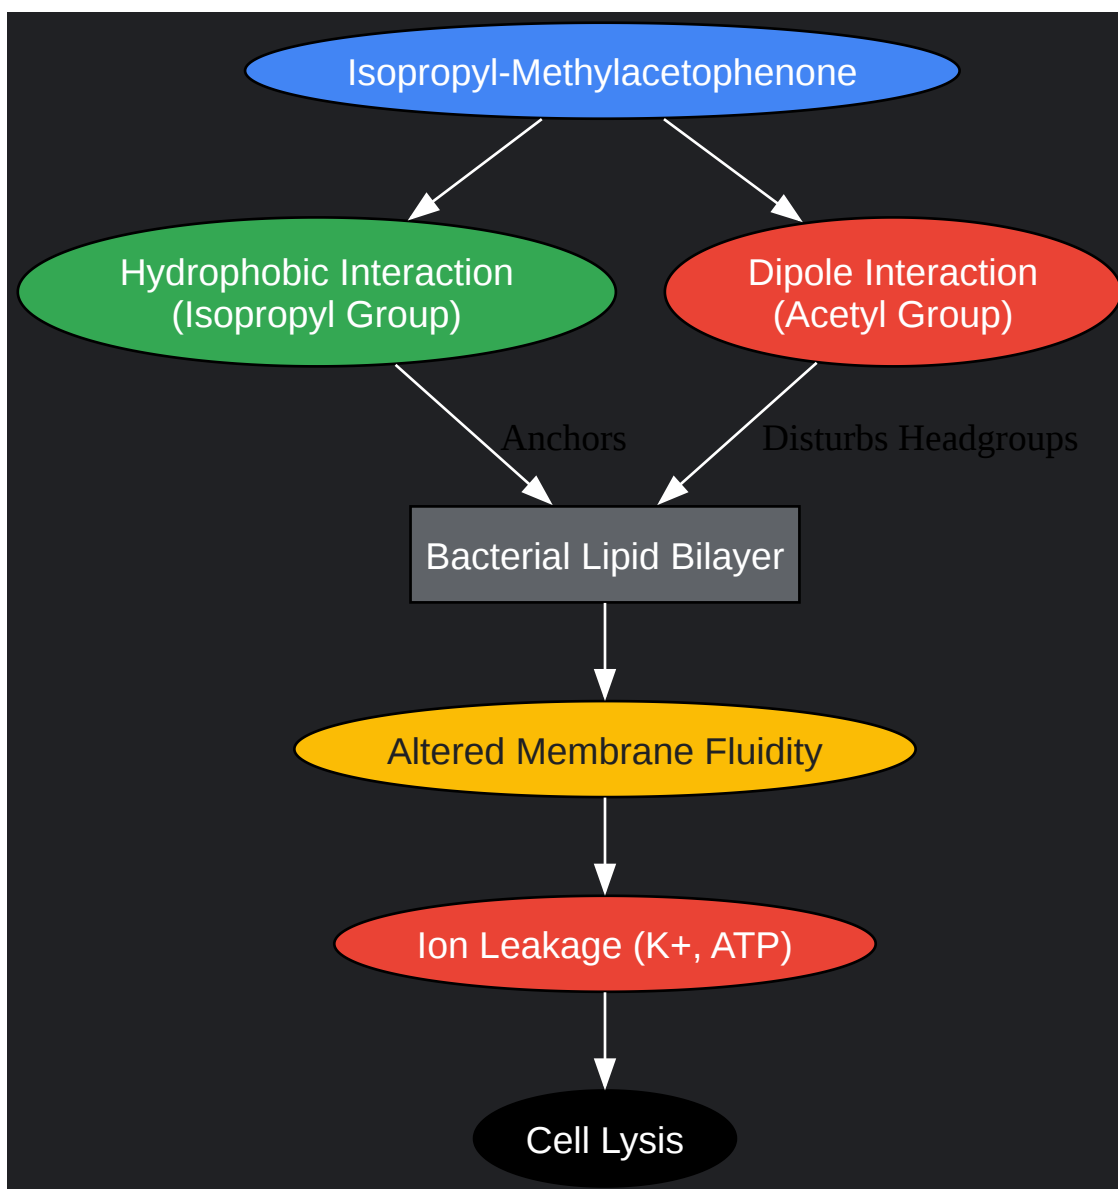 Isopropyl-Methylacetophenone
Hydrophobic Interaction
(Isopropyl Group)
Dipole Interaction
(Acetyl Group)
Anchors
Disturbs Headgroups
Bacterial Lipid Bilayer
Altered Membrane Fluidity
Ion Leakage (K+, ATP)
Cell Lysis